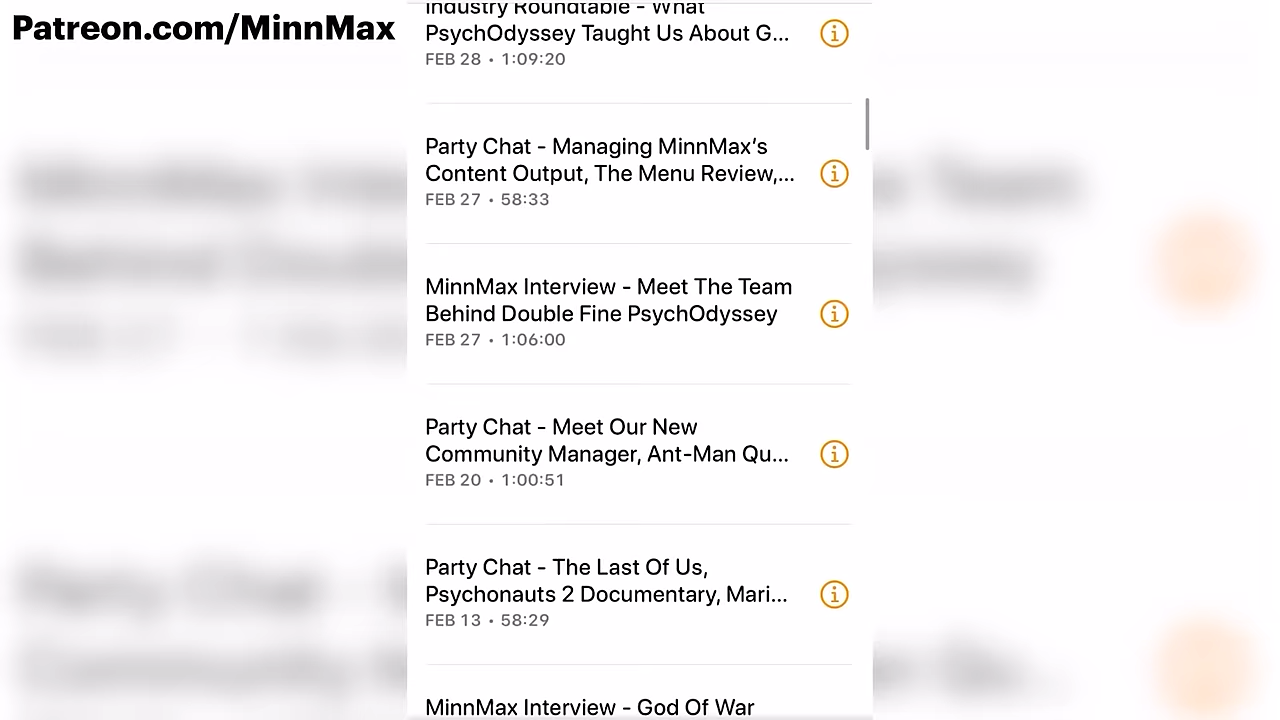 Patreon.com/MinnMax
Industry Roundtable - What
PsychOdyssey Taught Us About G...
FEB 28 • 1:09:20
Party Chat - Managing MinnMax's
Content Output, The Menu Review,...
FEB 27 • 58:33
MinnMax Interview - Meet The Team
Behind Double Fine PsychOdyssey
FEB 27 • 1:06:00
Party Chat - Meet Our New
Community Manager, Ant-Man Qu...
FEB 20 • 1:00:51
Party Chat - The Last Of Us,
Psychonauts 2 Documentary, Mari...
FEB 13 • 58:29
MinnMax Interview - God Of War